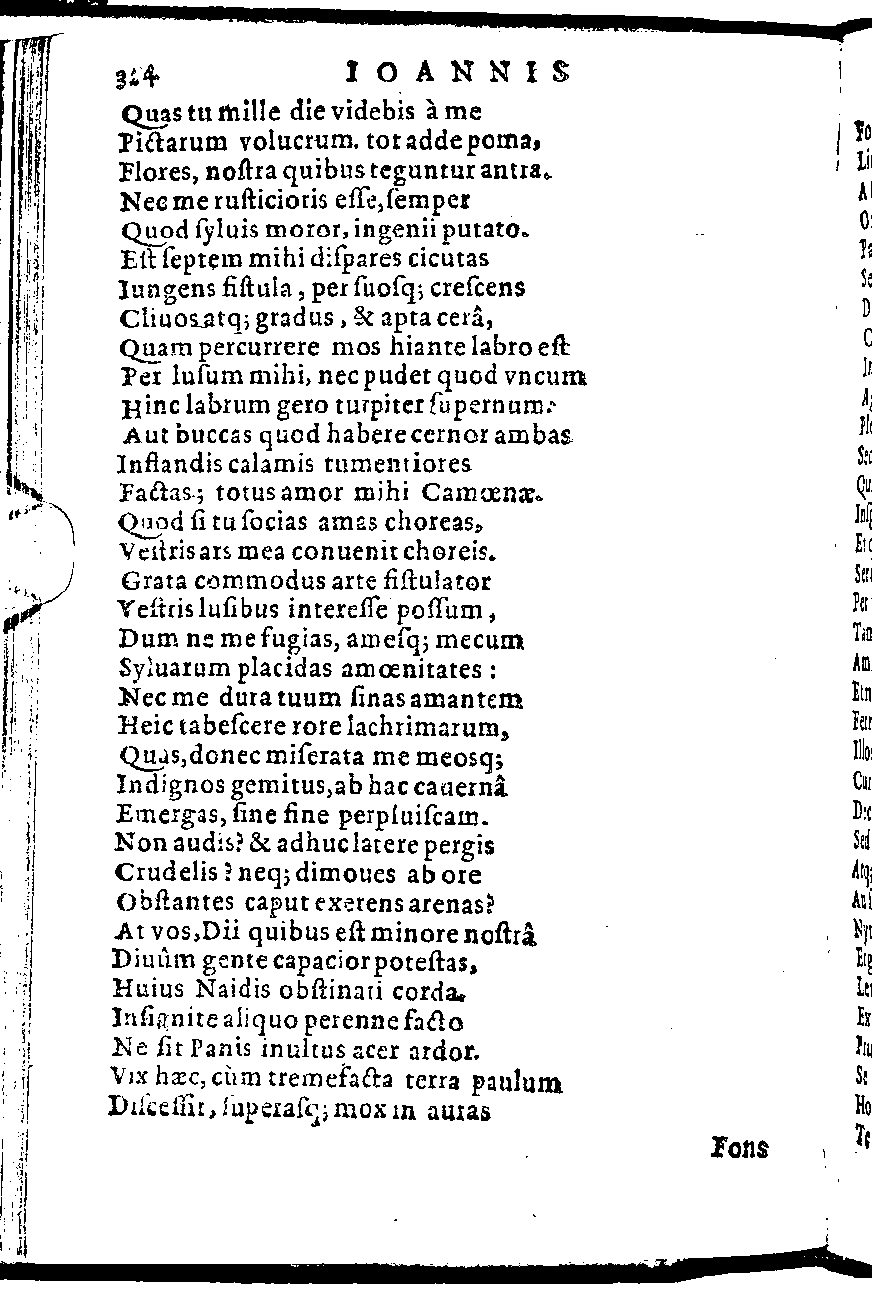 324 IOANNIS
Quas tu mille die videbis à me
Pictarum volucrum. tot adde poma,
Flores, noſtra quibus teguntur antra.
Nec me ruſticioris eſſe, ſemper
Quod ſyluis moror, ingenii putato.
Eſt ſeptem mihi diſpares cicutas
Iungens fiſtula, per ſuoſq; creſcens
Cliuos atq; gradus, & apta cerâ,
Quam percurrere mos hiante labro eſt
Per luſum mihi, nec pudet quod vncum
Hinc labrum gero turpiter ſupernum.
Aut buccas quod habere cernor ambas
Inflandis calamis tumentiores
Factas; totus amor mihi Camœnæ.
Quod ſi tu ſocias amas choreas,
Veſtris ars mea conuenit choreis.
Grata commodus arte fiſtulator
Veſtris luſibus intereſſe poſſum,
Dum ne me fugias, ameſq; mecum
Syluarum placidas amœnitates:
Nec me dura tuum ſinas amantem
Heic tabeſcere rore lachrimarum,
Quas, donec miſerata me meoſq;
Indignos gemitus, ab hac cauernâ
Emergas, ſine fine perpluiſcam.
Non audis? & adhuc latere pergis
Crudelis? neq; dimoues ab ore
Obſtantes caput exerens arenas?
At vos, Dii quibus eſt minore noſtrâ
Diuûm gente capacior poteſtas,
Huius Naidis obſtinati corda
Inſignite aliquo perenne facto
Ne ſit Panis inultus acer ardor.
Vix hæc, cùm tremefacta terra paulum
Diſceſſit, ſuperaſq; mox in auras
Fons